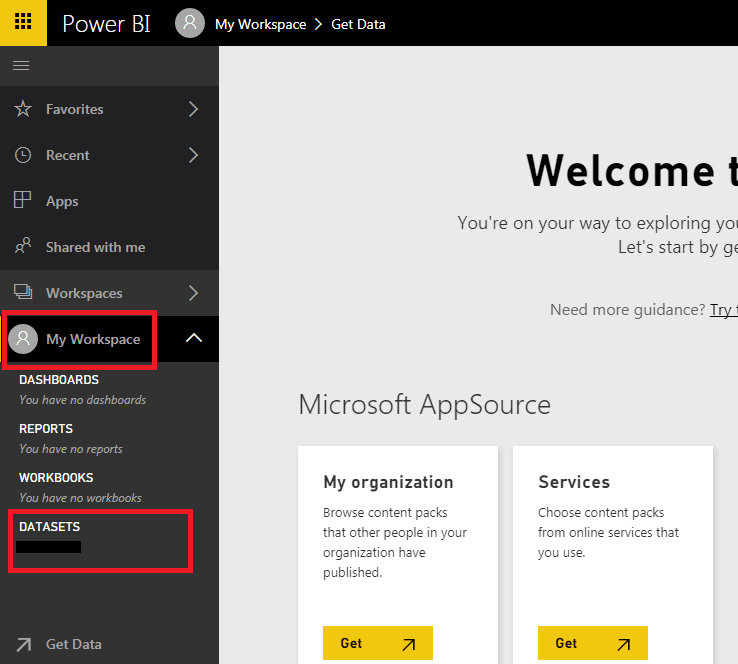 Power BI
My Workspace > Get Data
Favorites
Recent
Apps
Shared with me
Workspaces
My Workspace
DASHBOARDS
You have no dashboards
REPORTS
You have no reports
WORKBOOKS
You have no workbooks
DATASETS
Get Data
Welcome t
You're on your way to exploring you
Let's start by ge
Need more guidance? Try t
Microsoft AppSource
My organization
Browse content packs
that other people in your
organization have
published.
Get
Services
Choose content packs
from online services that
you use.
Get